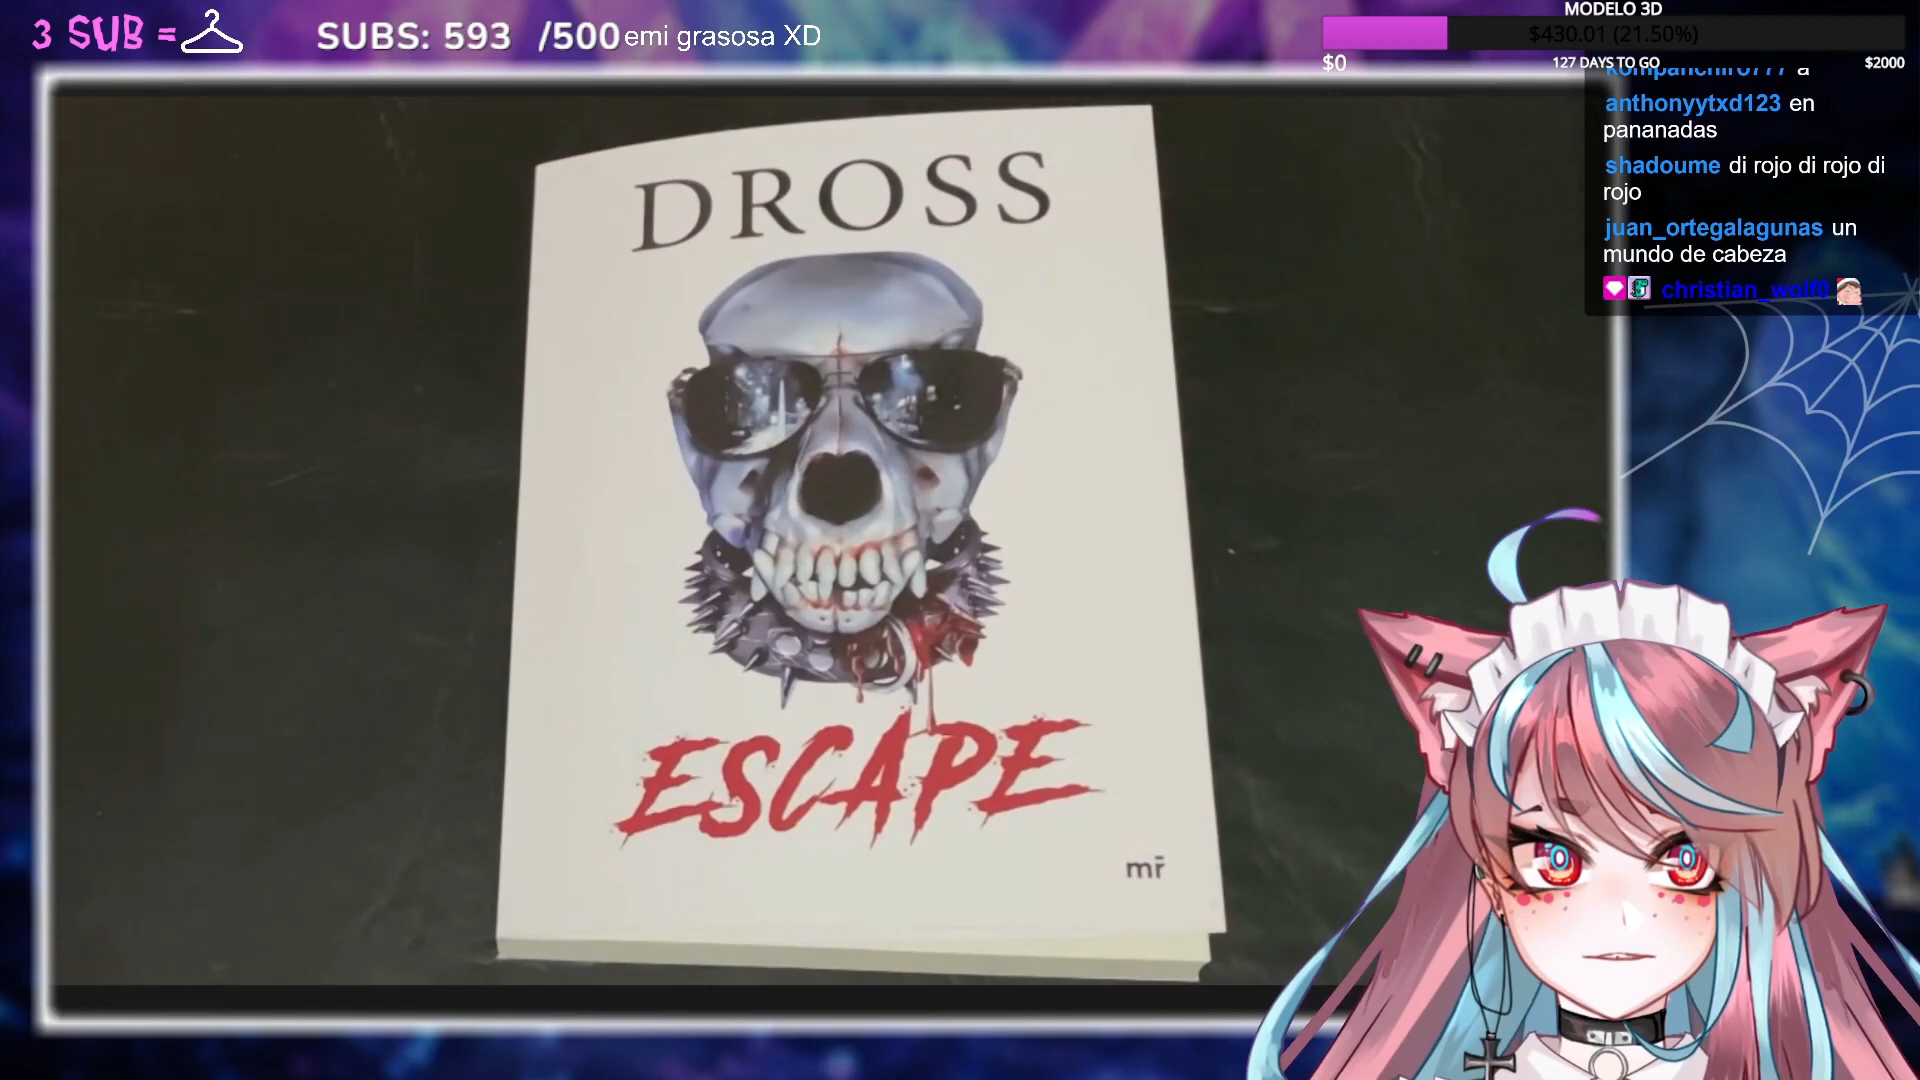 3 SUB =
SUBS: 593 /500
emi grasosa XD
MODELO 3D
$430.01 (21.50%)
$0
127 DAYS TO GO
$2000
a
anthonyytxd123 en
pananadas
shadoume di rojo di rojo di
rojo
juan_ortegalagunas un
mundo de cabeza
christian_wolf0
DROSS
ESCAPE
mr̄